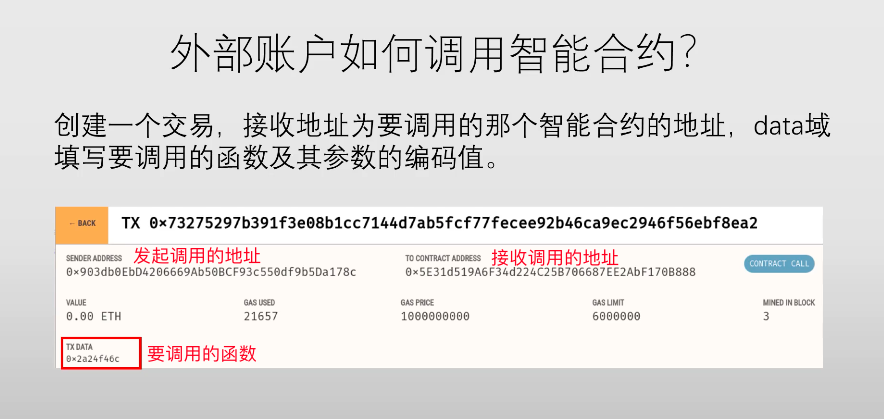 外部账户如何调用智能合约?
创建一个交易，接收地址为要调用的那个智能合约的地址，data域
填写要调用的函数及其参数的编码值。
← BACK TX 0×73275297b391f3e08b1cc7144d7ab5fcf77fecee92b46ca9ec2946f56ebf8ea2
SENDER ADDRESS 发起调用的地址 TO CONTRACT ADDRESS 接收调用的地址
0×903db0EbD4206669Ab50BCF93c550df9b5Da178c 0×5E31d519A6F34d224C25B706687EE2AbF170B888 CONTRACT CALL
VALUE GAS USED GAS PRICE GAS LIMIT MINED IN BLOCK
0.00 ETH 21657 1000000000 6000000 3
TX DATA
0×2a24f46c 要调用的函数